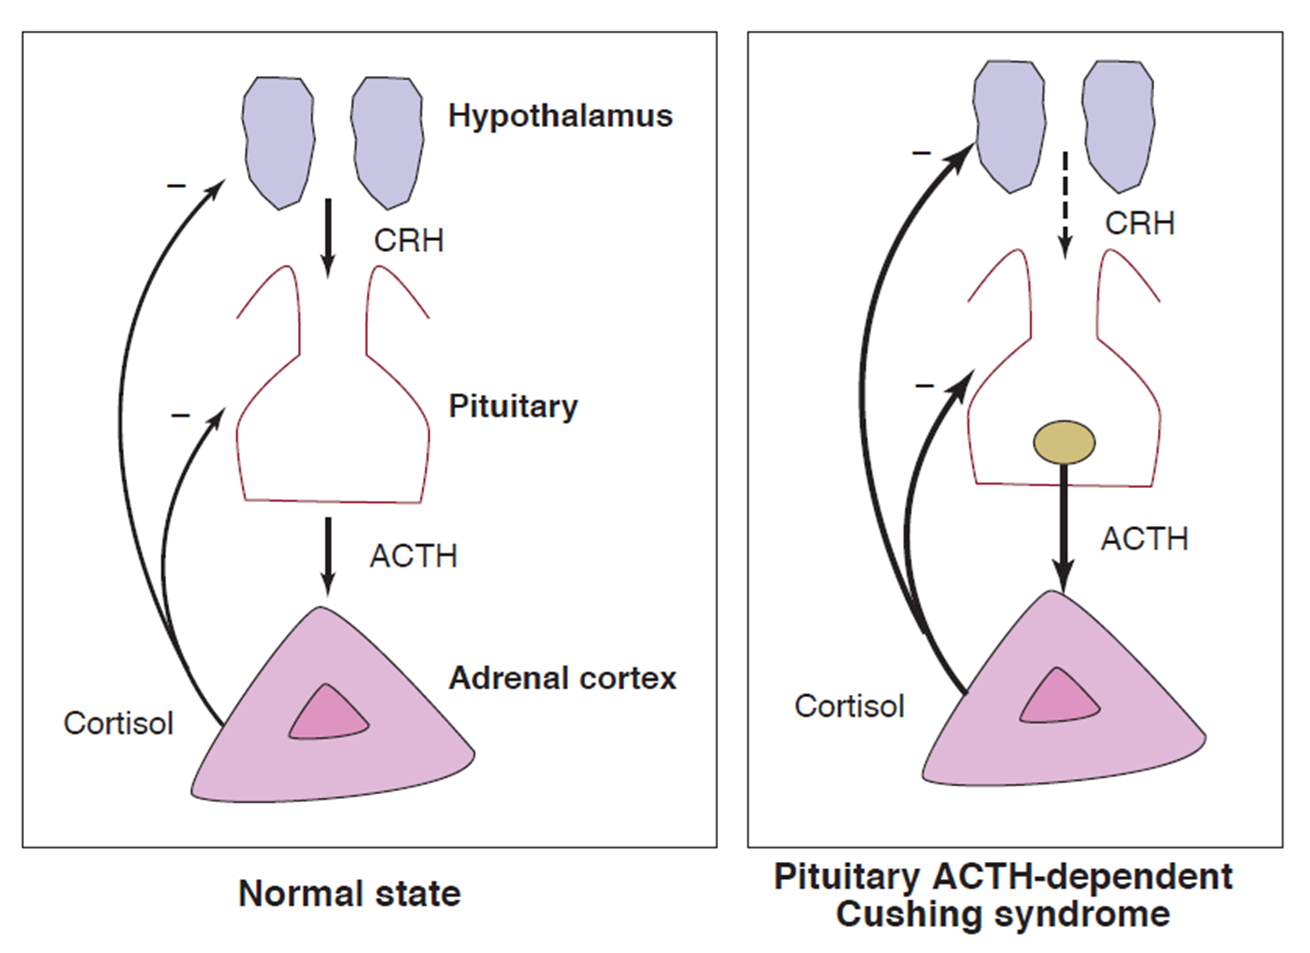 Hypothalamus
–
CRH
Pituitary
–
ACTH
Adrenal cortex
Cortisol
Normal state
–
CRH
–
ACTH
Cortisol
Pituitary ACTH-dependent
Cushing syndrome